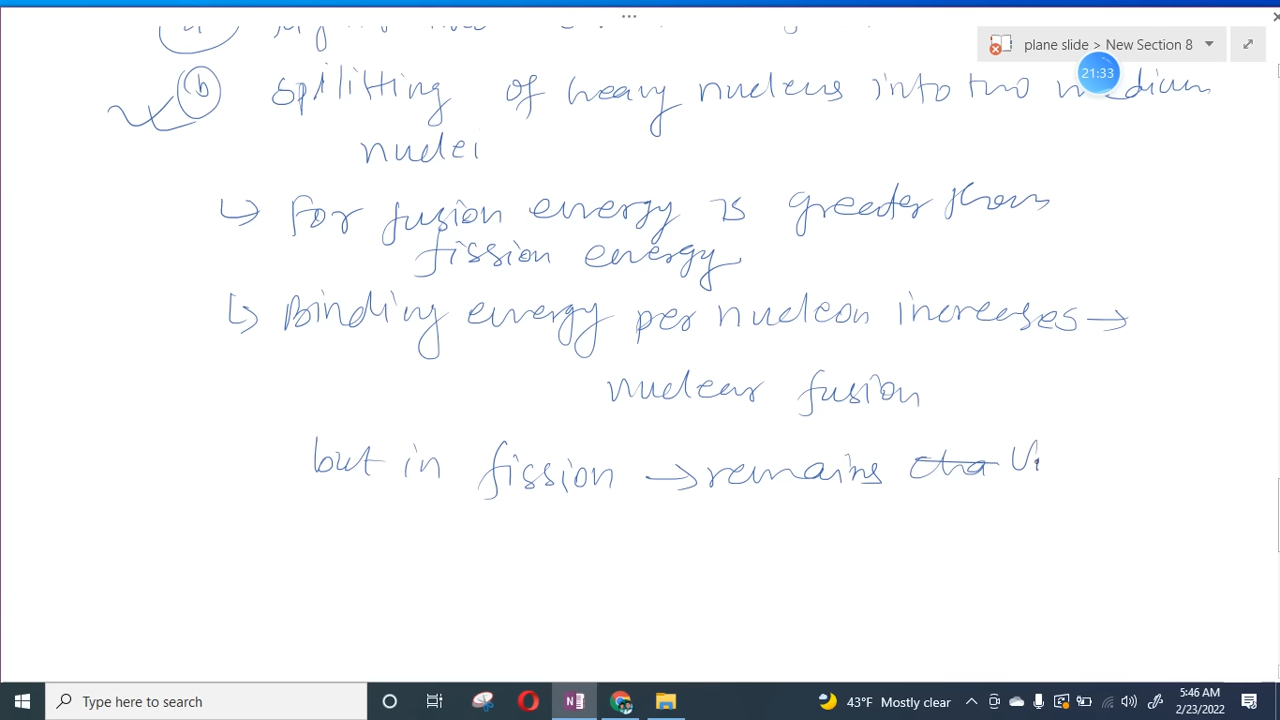 plane slide > New Section 8
21:33
b spilitting of heavy nucleus into two medium
nuclei
↳ For fusion energy is greater than
fission energy
↳ Binding energy per nucleon increases →
nuclear fusion
but in fission → remains
Type here to search
43°F Mostly clear
5:46 AM
2/23/2022